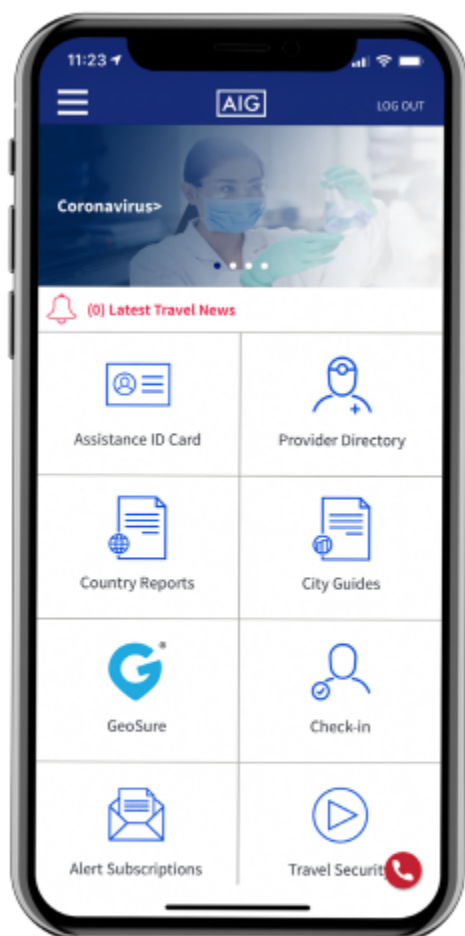 11:23
AIG
LOG OUT
Coronavirus>
(0) Latest Travel News
Assistance ID Card
Provider Directory
Country Reports
City Guides
GeoSure
Check-in
Alert Subscriptions
Travel Securit